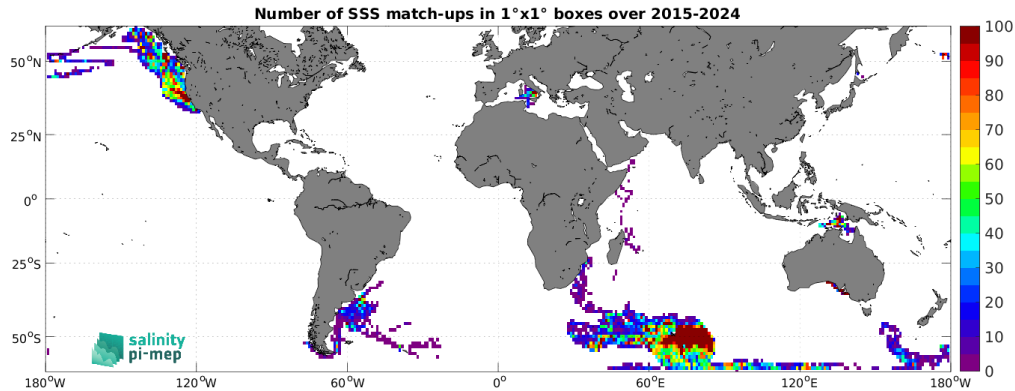 Number of SSS match-ups in 1°x1° boxes over 2015-2024
50°N
25°N
0°
25°S
50°S
180°W
120°W
60°W
0°
60°E
120°E
180°W
100
90
80
70
60
50
40
30
20
10
0
salinity
pi-mep